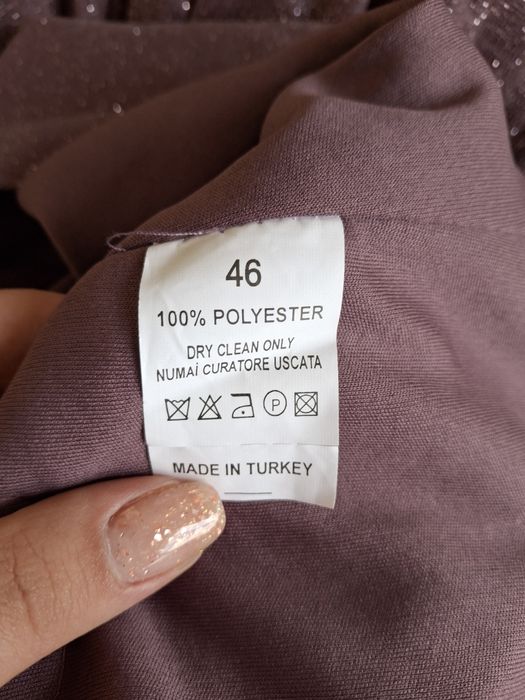 46
100% POLYESTER
DRY CLEAN ONLY
NUMAİ CURATORE USCATA
P
MADE IN TURKEY